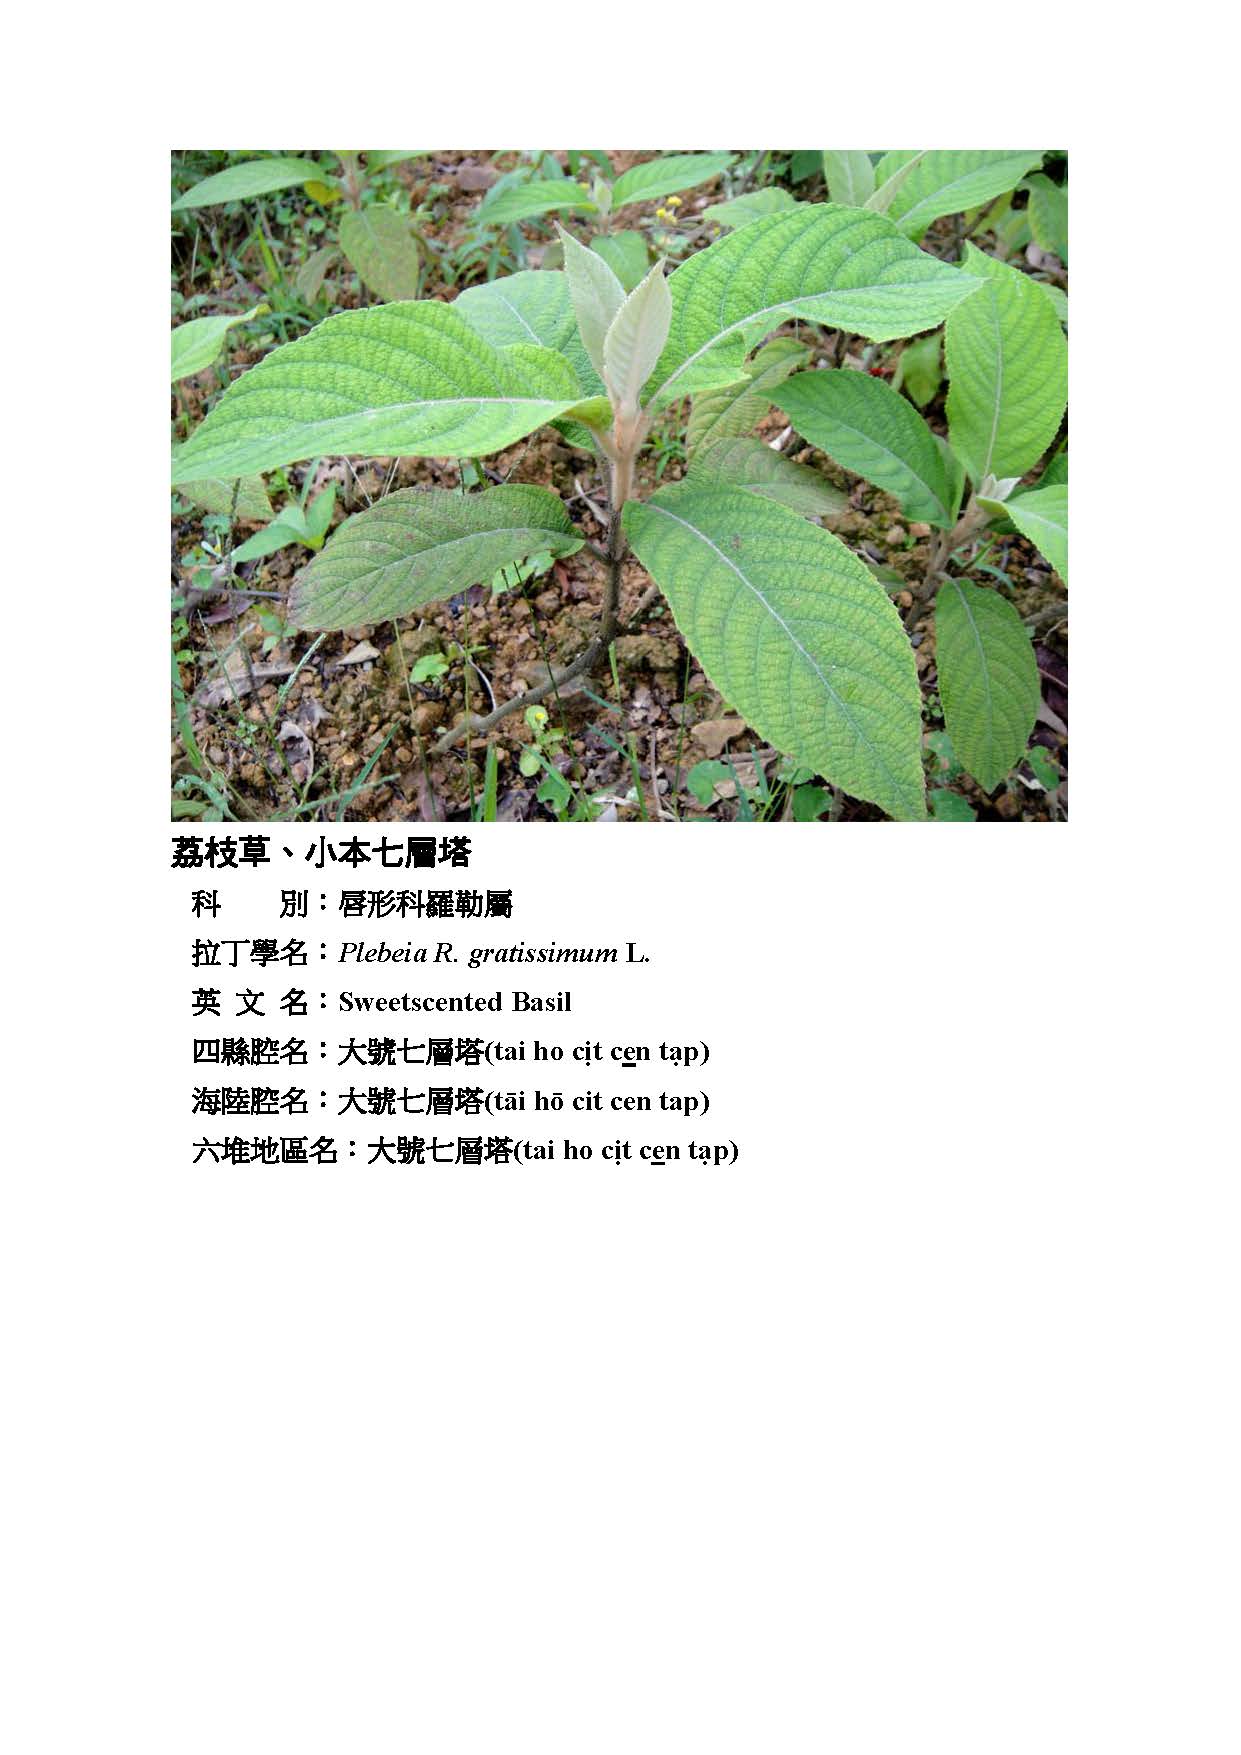 荔枝草、小本七層塔
科　　別：唇形科羅勒屬
拉丁學名：Plebeia R. gratissimum L.
英 文 名：Sweetscented Basil
四縣腔名：大號七層塔(tai ho cịt cen tạp)
海陸腔名：大號七層塔(tāi hō cit cen tap)
六堆地區名：大號七層塔(tai ho cịt cen tạp)